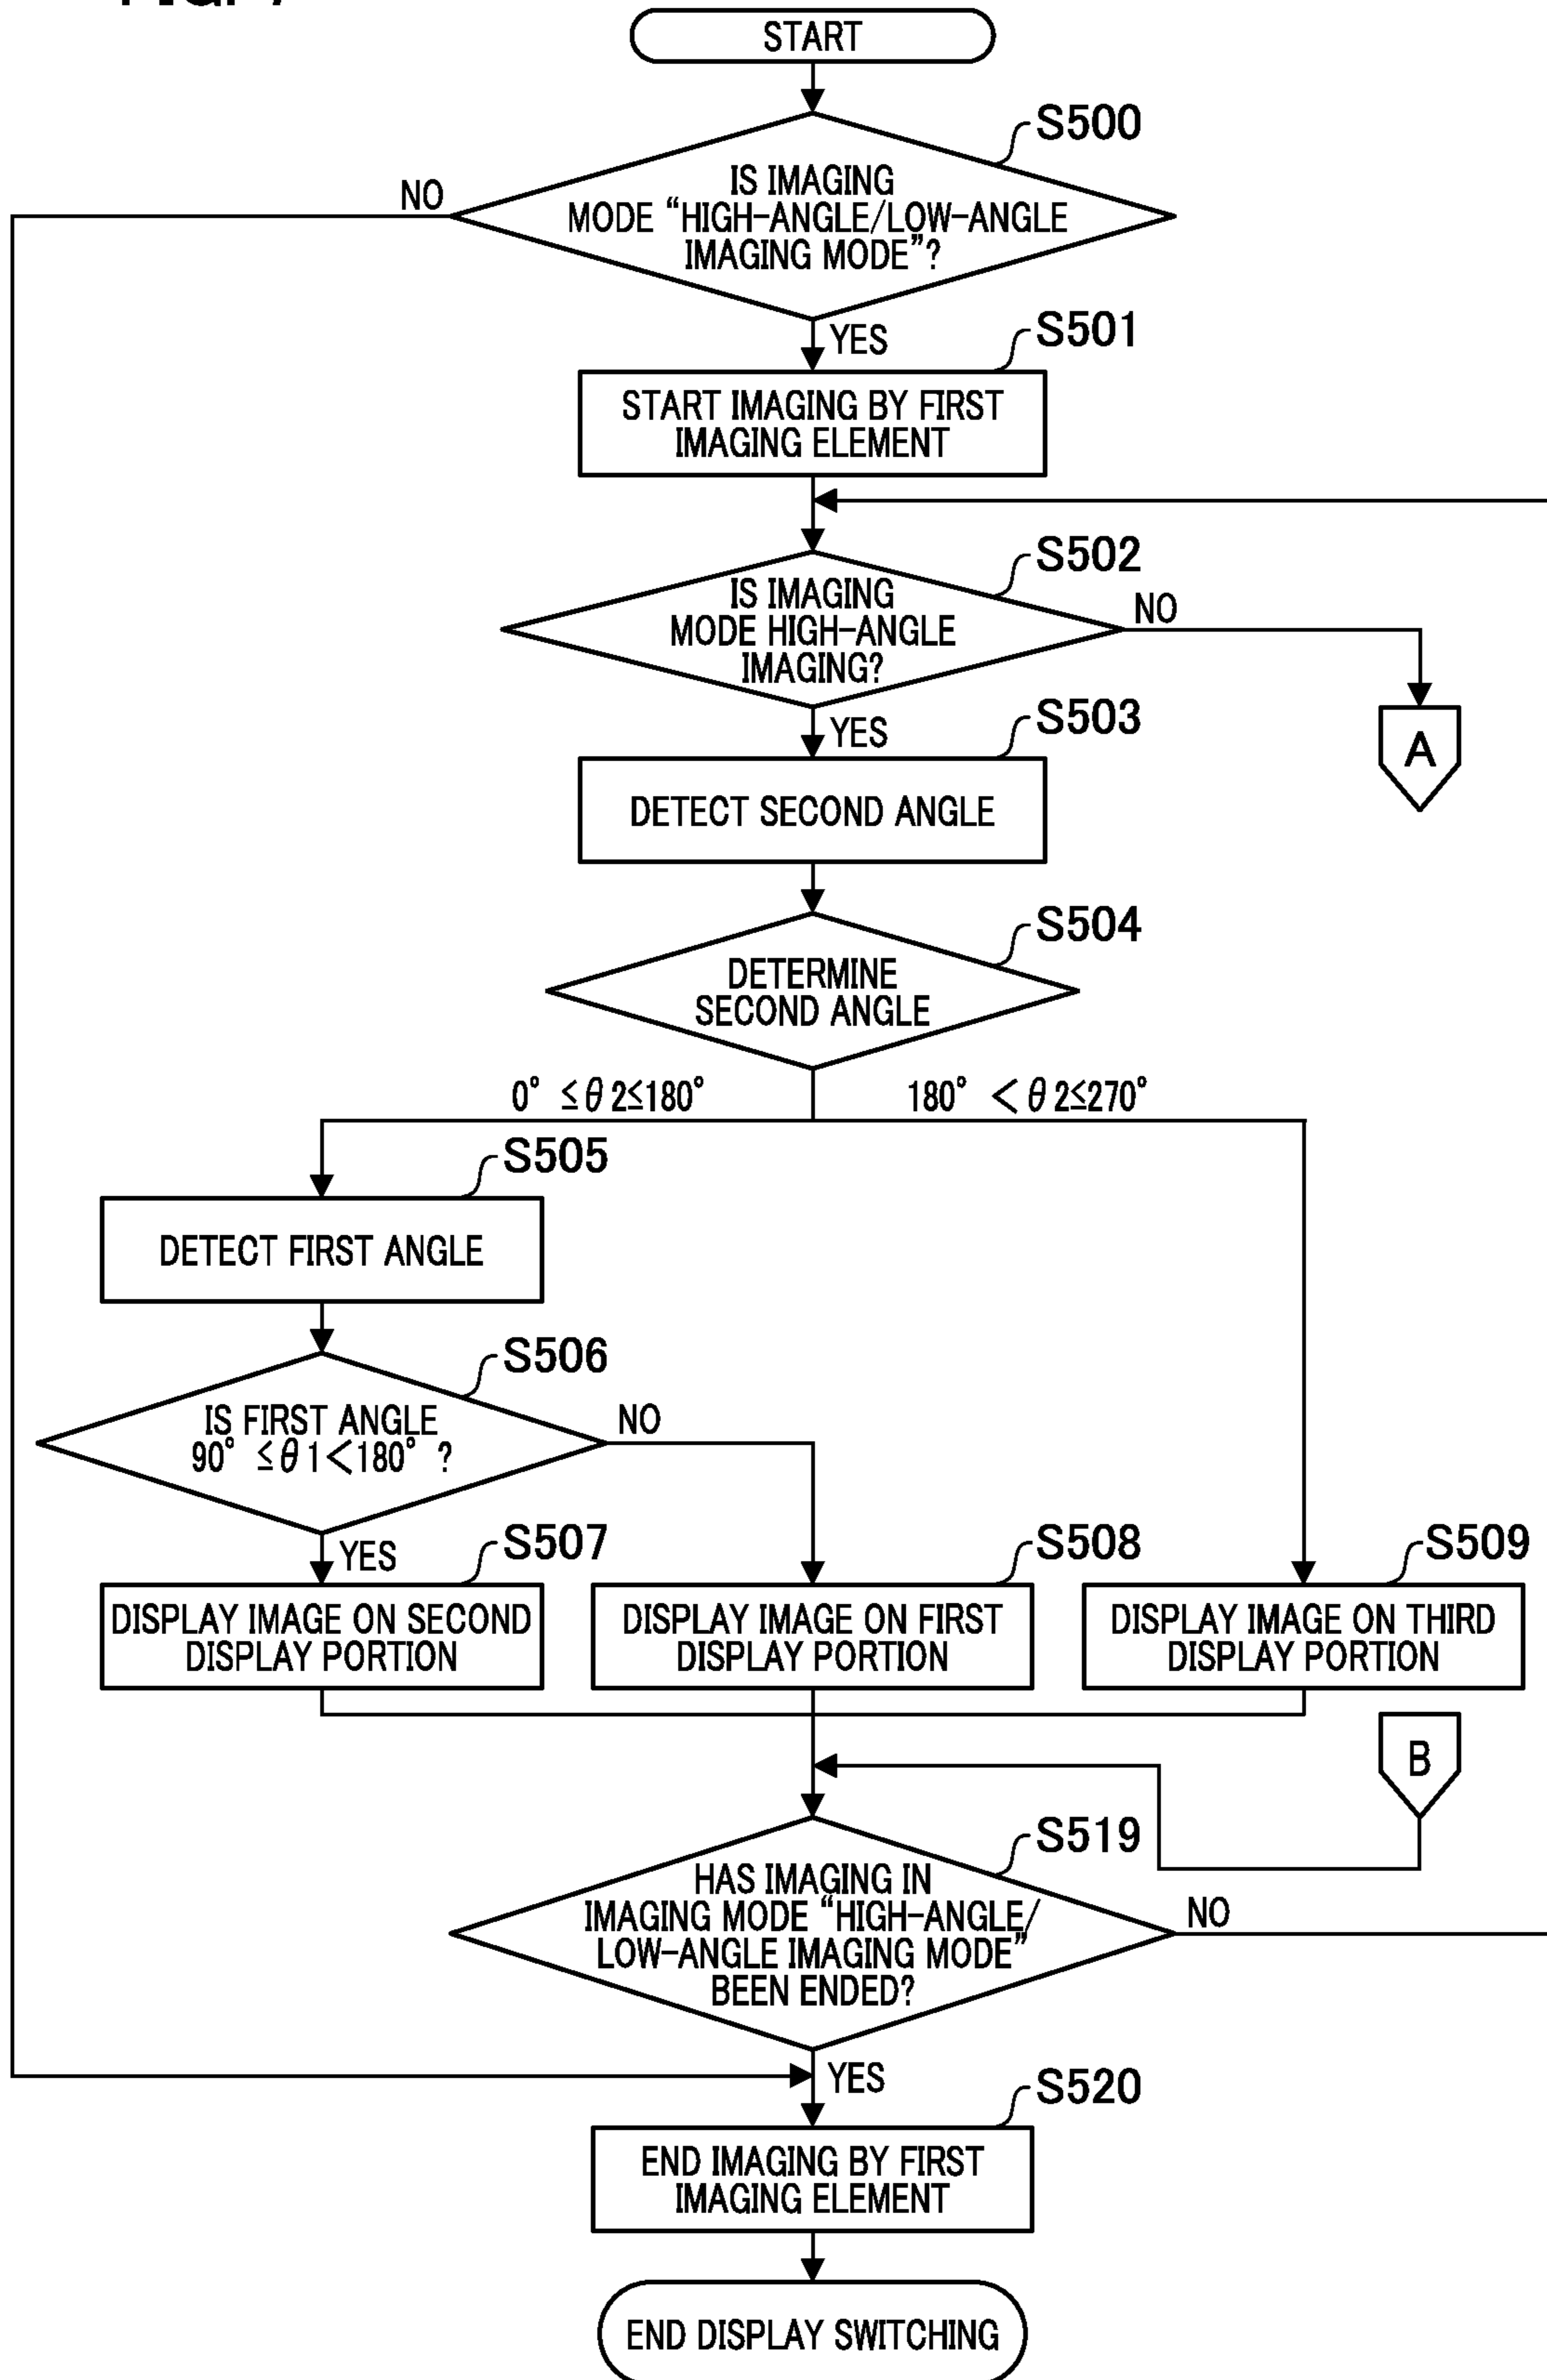 START
S500
NO
IS IMAGING
MODE “HIGH-ANGLE/LOW-ANGLE
IMAGING MODE”?
YES
S501
START IMAGING BY FIRST
IMAGING ELEMENT
S502
IS IMAGING
MODE HIGH-ANGLE
IMAGING?
NO
A
YES
S503
DETECT SECOND ANGLE
S504
DETERMINE
SECOND ANGLE
0° ≤θ2≤180°
180° <θ2≤270°
S505
DETECT FIRST ANGLE
S506
IS FIRST ANGLE
90° ≤θ1<180° ?
NO
YES
S507
DISPLAY IMAGE ON SECOND
DISPLAY PORTION
S508
DISPLAY IMAGE ON FIRST
DISPLAY PORTION
S509
DISPLAY IMAGE ON THIRD
DISPLAY PORTION
B
S519
HAS IMAGING IN
IMAGING MODE “HIGH-ANGLE/
LOW-ANGLE IMAGING MODE”
BEEN ENDED?
NO
YES
S520
END IMAGING BY FIRST
IMAGING ELEMENT
END DISPLAY SWITCHING